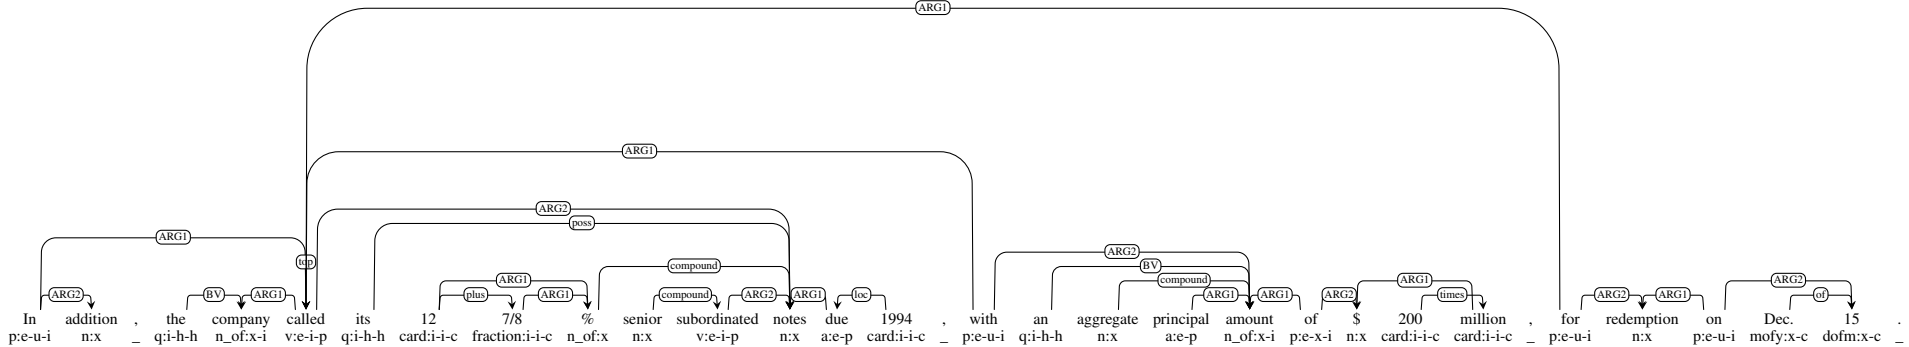 ARG1
ARG1
ARG2
poss
ARG1 ARG2
top compound BV
ARG1 compound ARG1 ARG2
ARG2 BV ARG1 plus ARG1 compound ARG2 ARG1 loc ARG1 ARG1 ARG2 times ARG2 ARG1 of
In addition , the company called its 12 7/8 % senior subordinated notes due 1994 , with an aggregate principal amount of $ 200 million , for redemption on Dec. 15 .
p:e-u-i n:x _ q:i-h-h n_of:x-i v:e-i-p q:i-h-h card:i-i-c fraction:i-i-c n_of:x n:x v:e-i-p n:x a:e-p card:i-i-c _ p:e-u-i q:i-h-h n:x a:e-p n_of:x-i p:e-x-i n:x card:i-i-c card:i-i-c _ p:e-u-i n:x p:e-u-i mofy:x-c dofm:x-c _